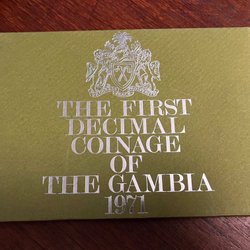 THE FIRST
DECIMAL
COINAGE
OF
THE GAMBIA
1971